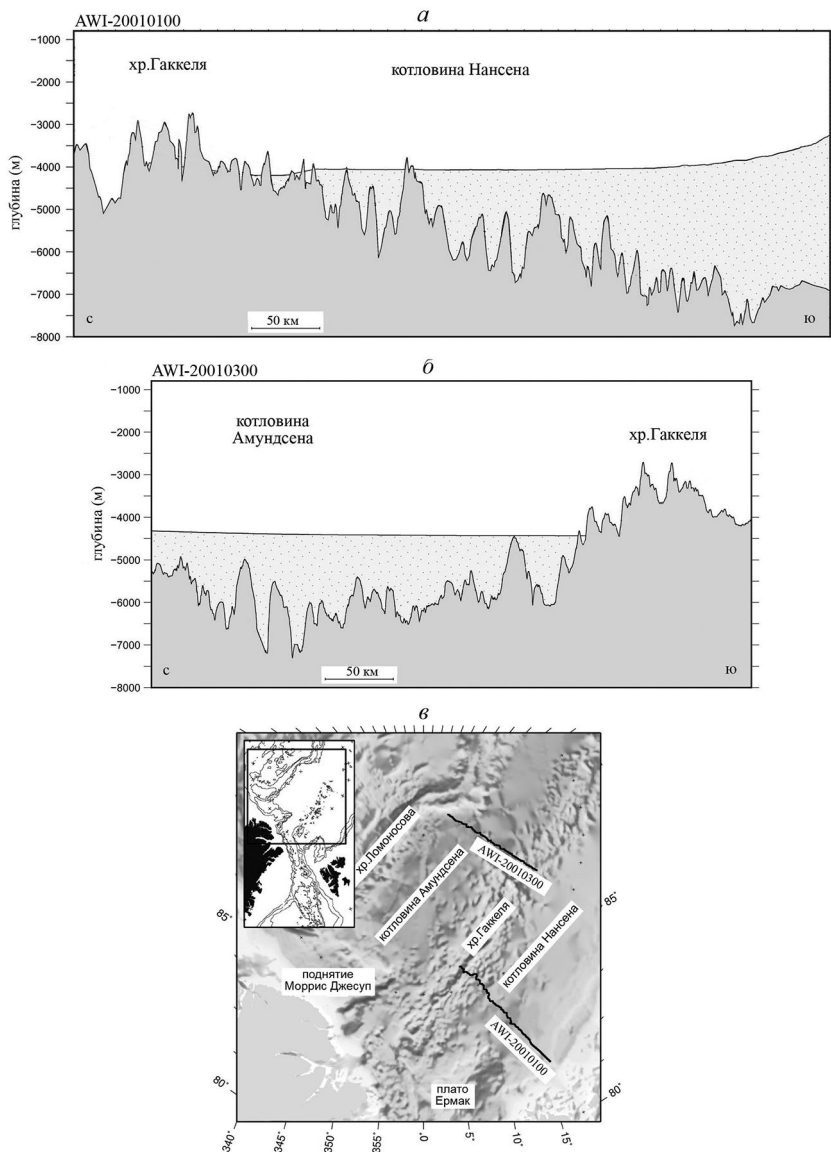 AWI-20010100
а
хр.Гаккеля
котловина Нансена
глубина (м)
−1000
−2000
−3000
−4000
−5000
−6000
−7000
−8000
с
50 км
ю
AWI-20010300
б
котловина
Амундсена
хр.Гаккеля
глубина (м)
−1000
−2000
−3000
−4000
−5000
−6000
−7000
−8000
с
50 км
ю
в
хр.Ломоносова
AWI-20010300
котловина Амундсена
85°
85°
хр.Гаккеля
котловина Нансена
поднятие
Моррис Джесуп
AWI-20010100
плато
Ермак
80°
80°
340°
345°
350°
355°
0°
5°
10°
15°